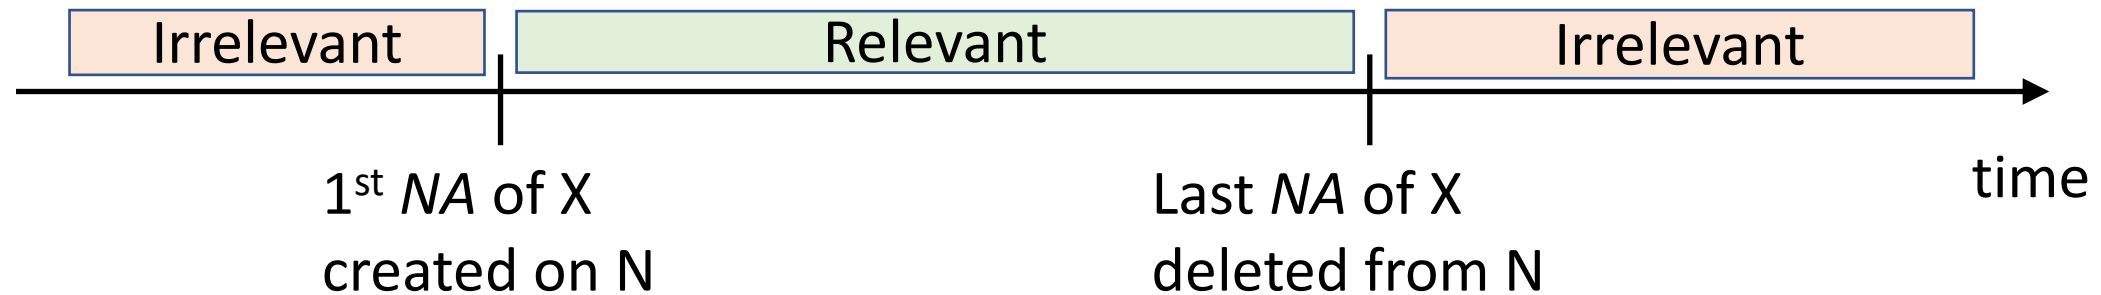 Irrelevant
Relevant
Irrelevant
1st NA of X
created on N
Last NA of X
deleted from N
time